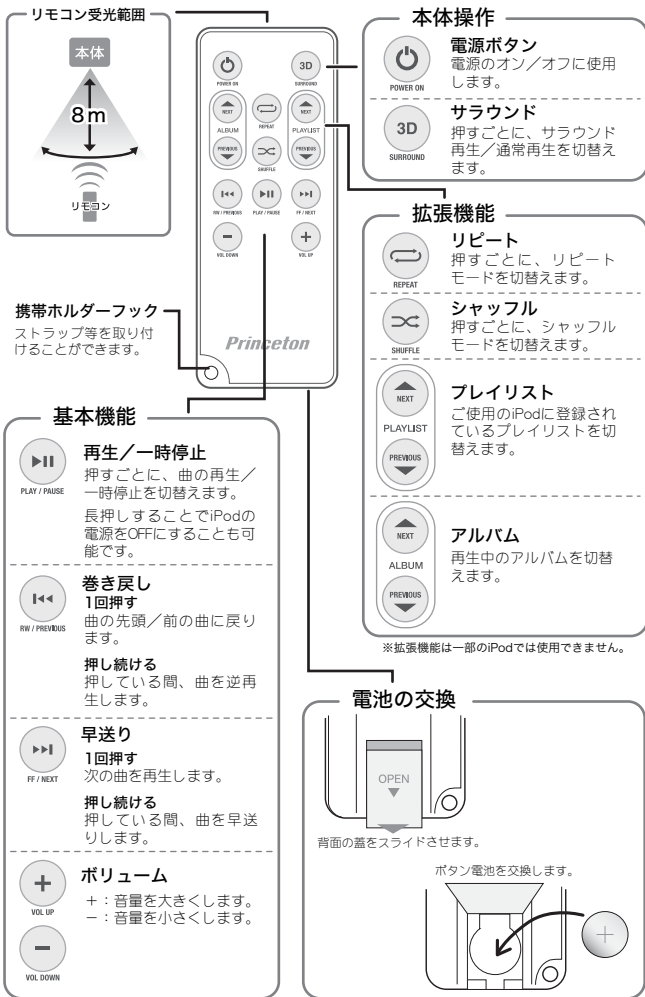 リモコン受光範囲
本体
8m
リモコン
POWER ON
3D
SURROUND
NEXT
ALBUM
PREVIOUS
REPEAT
SHUFFLE
NEXT
PLAYLIST
PREVIOUS
RW / PREVIOUS
PLAY / PAUSE
FF / NEXT
VOL DOWN
VOL UP
Princeton
携帯ホルダーフック
ストラップ等を取り付
けることができます。
本体操作
電源ボタン
電源のオン／オフに使用
します。
POWER ON
サラウンド
3D
SURROUND
押すごとに、サラウンド
再生／通常再生を切替え
ます。
拡張機能
リピート
押すごとに、リピート
モードを切替えます。
REPEAT
シャッフル
押すごとに、シャッフル
モードを切替えます。
SHUFFLE
NEXT
PLAYLIST
PREVIOUS
プレイリスト
ご使用のiPodに登録され
ているプレイリストを切
替えます。
NEXT
ALBUM
PREVIOUS
アルバム
再生中のアルバムを切替
えます。
※拡張機能は一部のiPodでは使用できません。
基本機能
再生／一時停止
PLAY / PAUSE
押すごとに、曲の再生／
一時停止を切替えます。
長押しすることでiPodの
電源をOFFにすることも可
能です。
巻き戻し
1回押す
RW / PREVIOUS
曲の先頭／前の曲に戻り
ます。
押し続ける
押している間、曲を逆再
生します。
早送り
1回押す
FF / NEXT
次の曲を再生します。
押し続ける
押している間、曲を早送
りします。
ボリューム
＋：音量を大きくします。
－：音量を小さくします。
VOL UP
VOL DOWN
電池の交換
OPEN
背面の蓋をスライドさせます。
ボタン電池を交換します。